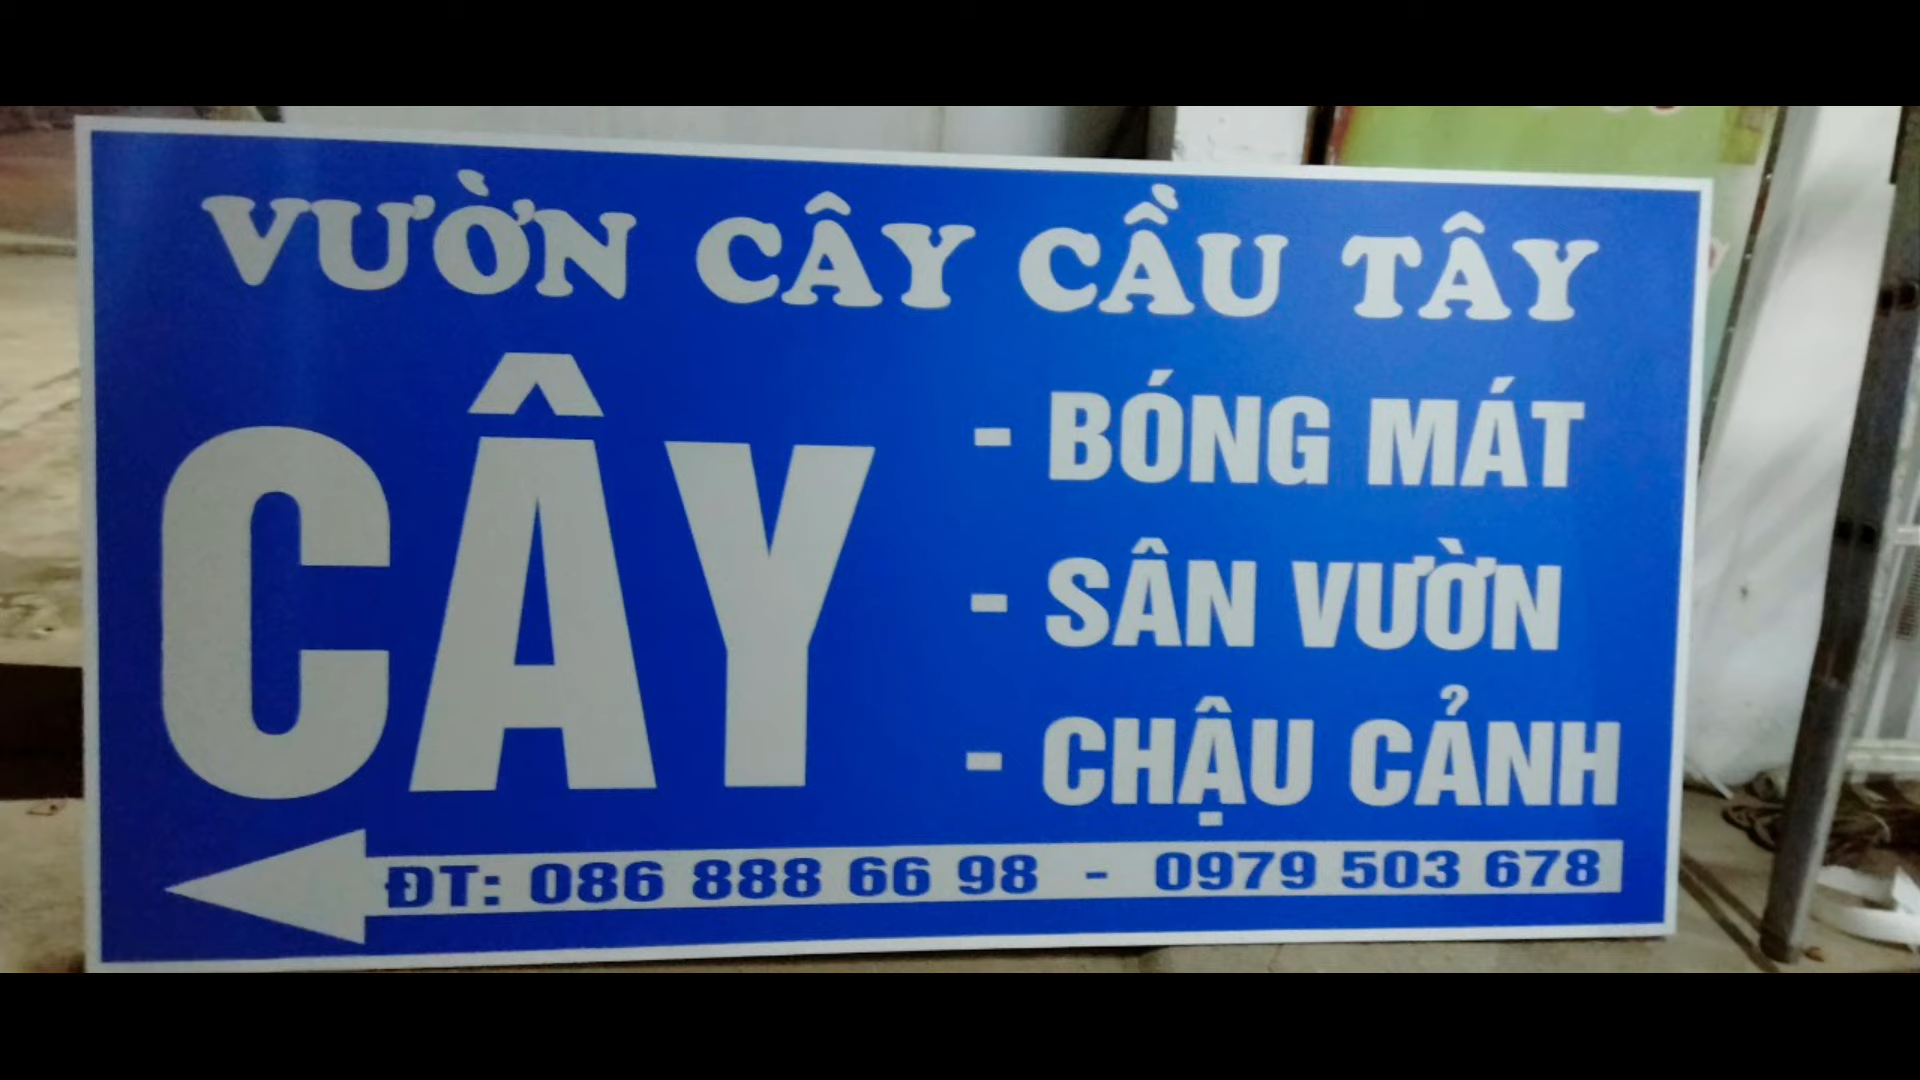 VƯỜN CÂY CẦU TÂY
CÂY
- BÓNG MÁT
- SÂN VƯỜN
- CHẬU CẢNH
ĐT: 086 888 66 98 - 0979 503 678